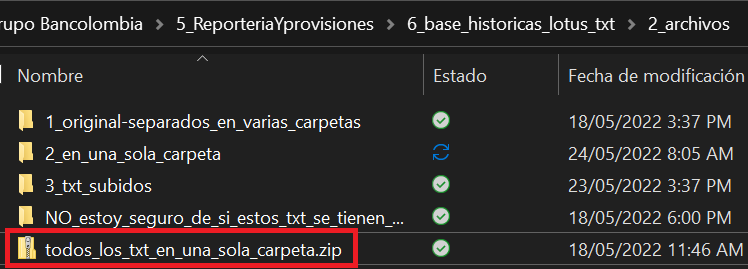 rupo Bancolombia > 5_ReporteriaYprovisiones > 6_base_historicas_lotus_txt > 2_archivos
Nombre Estado Fecha de modificación
1_original-separados_en_varias_carpetas 18/05/2022 3:37 PM
2_en_una_sola_carpeta 24/05/2022 8:05 AM
3_txt_subidos 23/05/2022 3:37 PM
NO_estoy_seguro_de_si_estos_txt_se_tienen_... 18/05/2022 6:00 PM
todos_los_txt_en_una_sola_carpeta.zip 18/05/2022 11:46 AM